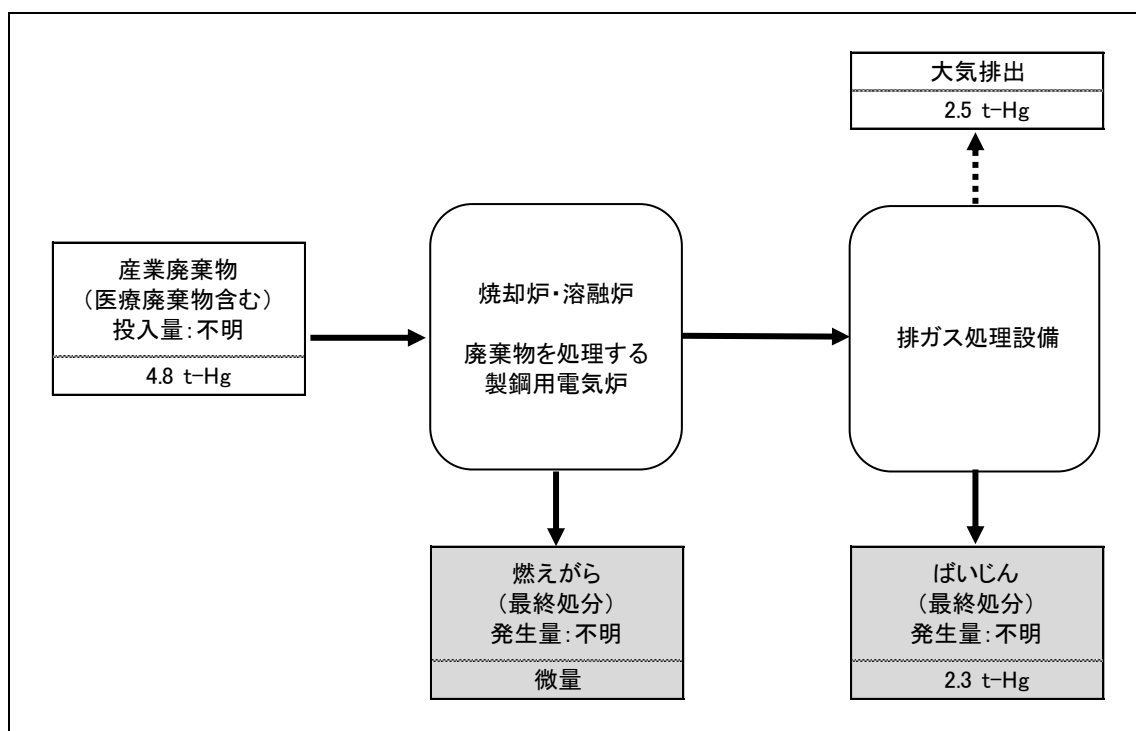 大気排出
2.5 t-Hg
産業廃棄物
（医療廃棄物含む）
投入量：不明
4.8 t-Hg
焼却炉・溶融炉
廃棄物を処理する
製鋼用電気炉
排ガス処理設備
燃えがら
（最終処分）
発生量：不明
微量
ばいじん
（最終処分）
発生量：不明
2.3 t-Hg